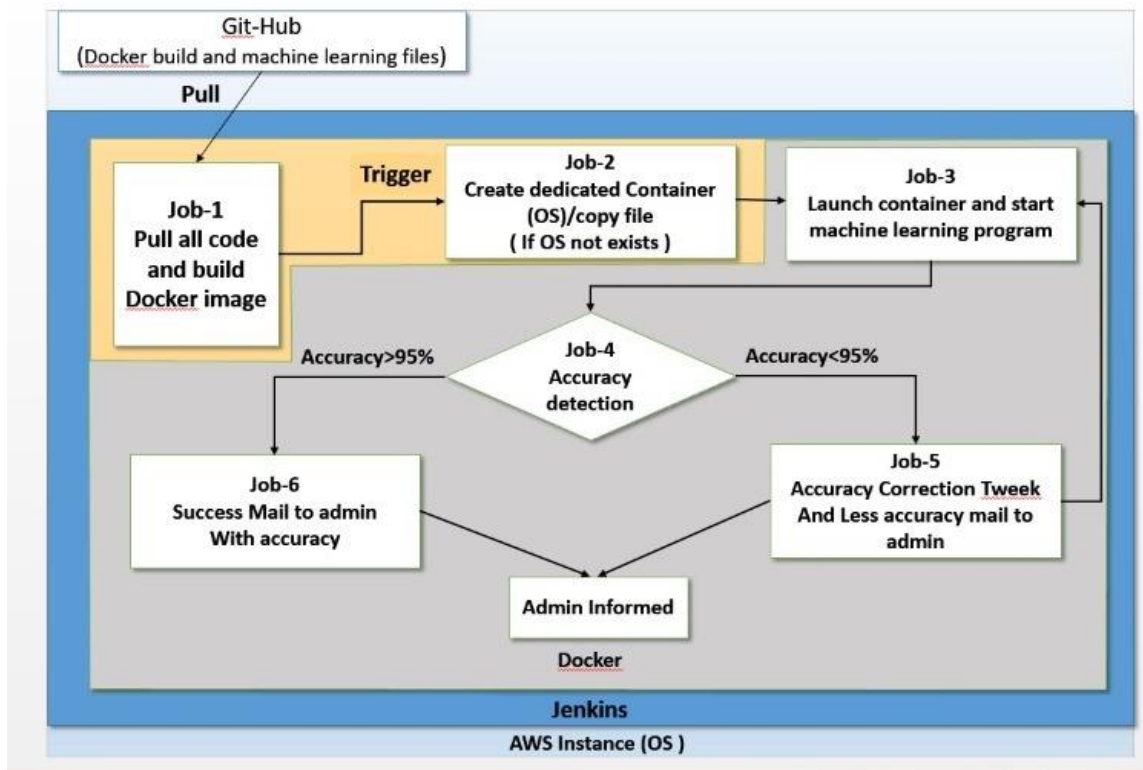 Git-Hub
(Docker build and machine learning files)
Pull
Job-1
Pull all code
and build
Docker image
Trigger
Job-2
Create dedicated Container
(OS)/copy file
( If OS not exists )
Job-3
Launch container and start
machine learning program
Job-4
Accuracy
detection
Accuracy>95%
Accuracy<95%
Job-6
Success Mail to admin
With accuracy
Job-5
Accuracy Correction Tweek
And Less accuracy mail to
admin
Admin Informed
Docker
Jenkins
AWS Instance (OS )